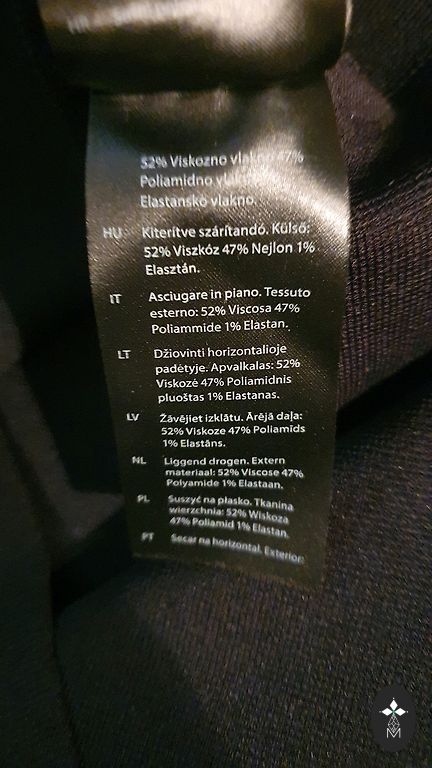 52% Viskozno vlakno 47%
Poliamidno
Elastansko vlakno.
HU Kiterítve szárítandó. Külső:
52% Viszkóz 47% Nejlon 1%
Elasztán.
IT Asciugare in piano. Tessuto
esterno: 52% Viscosa 47%
Poliammide 1% Elastan.
LT Džiovinti horizontalioje
padėtyje. Apvalkalas: 52%
Viskozė 47% Poliamidnis
pluoštas 1% Elastanas.
LV Žāvējiet izklātu. Ārējā daļa:
52% Viskoze 47% Poliamīds
1% Elastāns.
NL Liggend drogen. Extern
materiaal: 52% Viscose 47%
Polyamide 1% Elastaan.
PL Suszyć na płasko. Tkanina
wierzchnia: 52% Wiskoza
47% Poliamid 1% Elastan.
PT Secar na horizontal. Exterior:
M